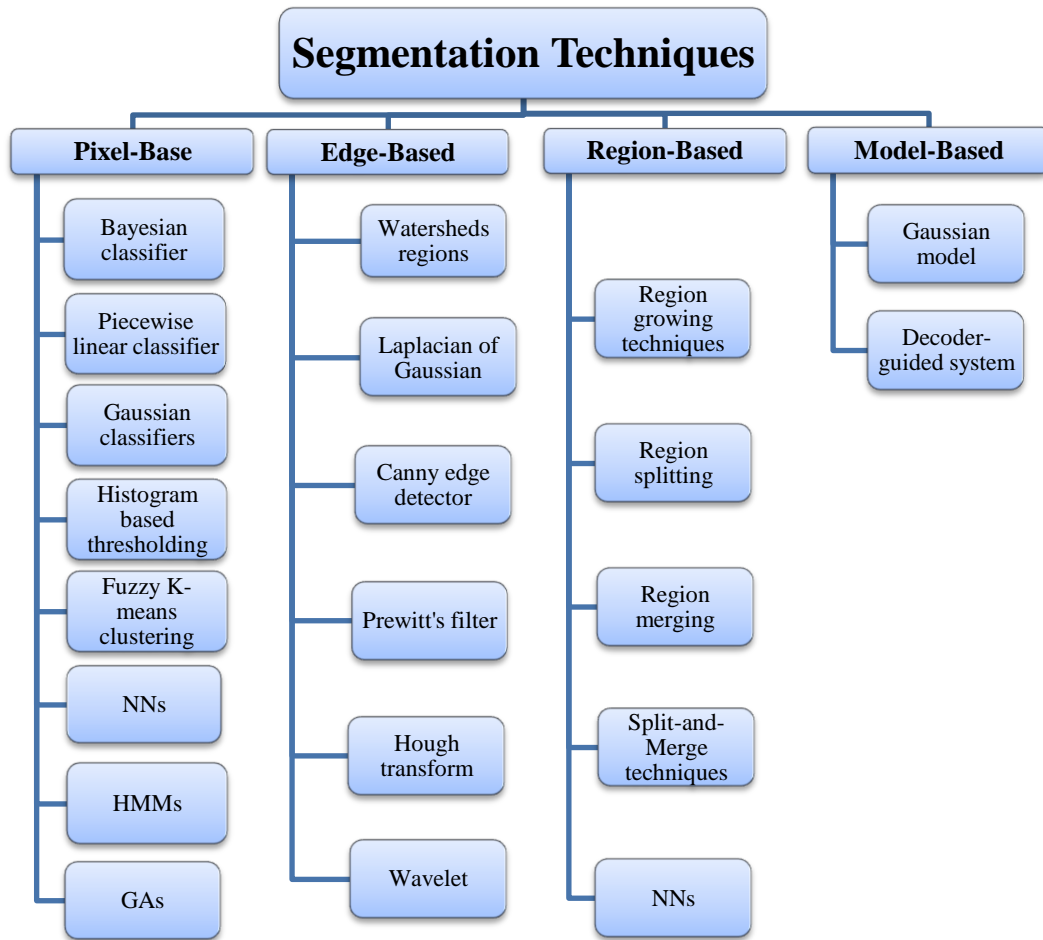 Segmentation Techniques
Pixel-Base
Bayesian
classifier
Piecewise
linear classifier
Gaussian
classifiers
Histogram
based
thresholding
Fuzzy K-
means
clustering
NNs
HMMs
GAs
Edge-Based
Watersheds
regions
Laplacian of
Gaussian
Canny edge
detector
Prewitt's filter
Hough
transform
Wavelet
Region-Based
Region
growing
techniques
Region
splitting
Region
merging
Split-and-
Merge
techniques
NNs
Model-Based
Gaussian
model
Decoder-
guided system